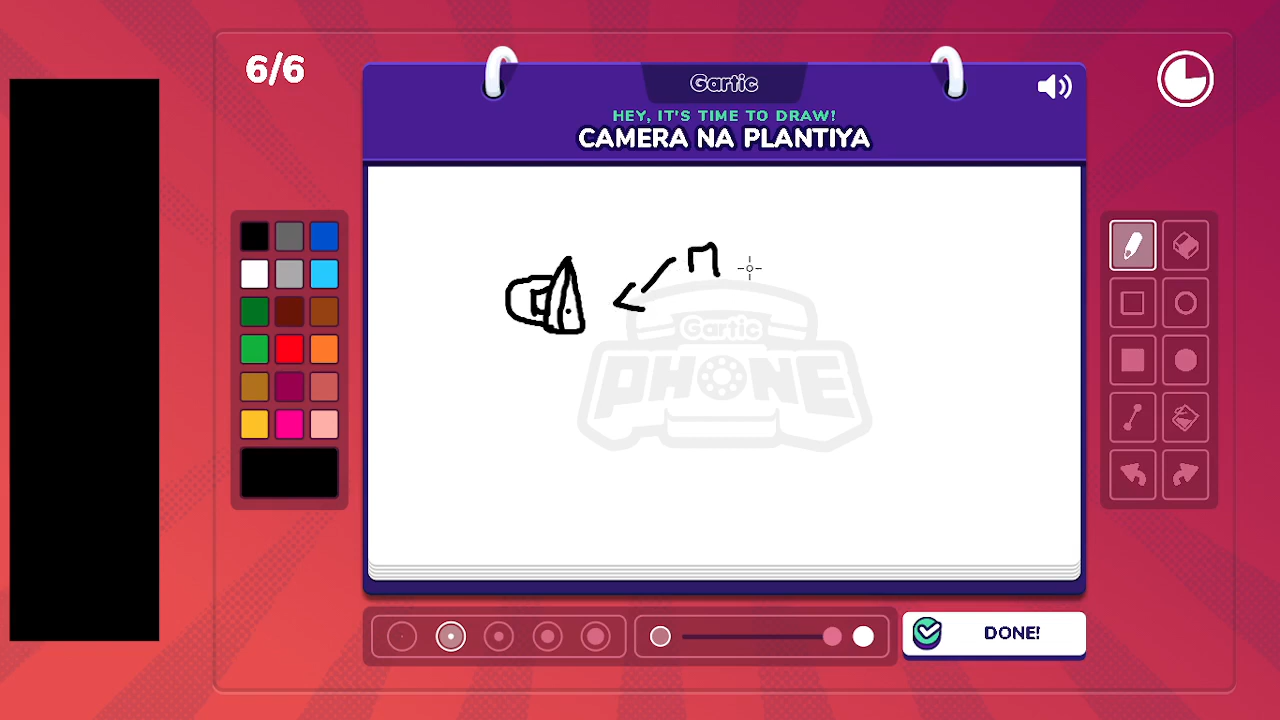 6/6
Gartic
HEY, IT'S TIME TO DRAW!
CAMERA NA PLANTIYA
Gartic
PHONE
DONE!